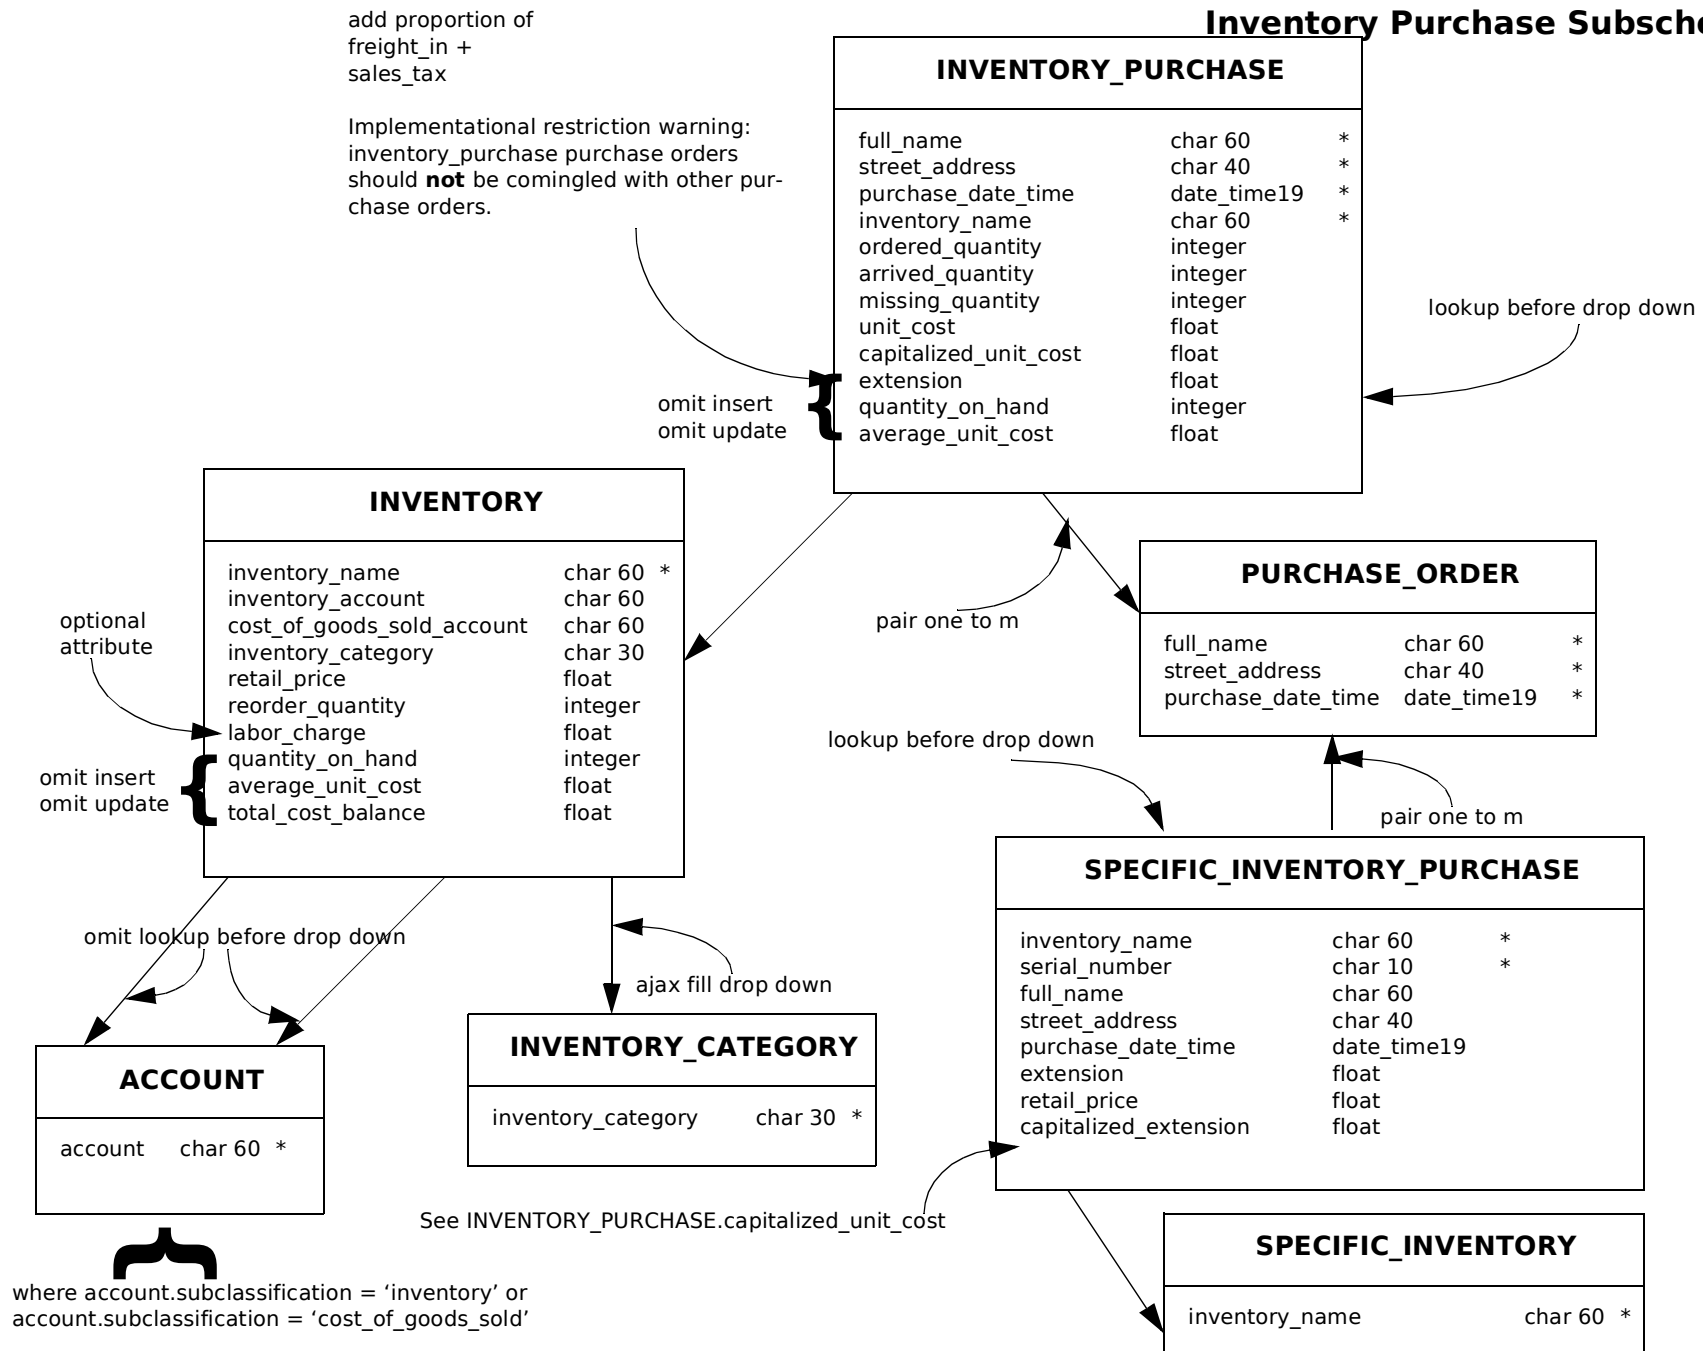 Inventory Purchase Subsche
add proportion of
freight_in +
sales_tax
Implementational restriction warning:
inventory_purchase purchase orders
should not be comingled with other pur-
chase orders.
INVENTORY_PURCHASE
full_name char 60 *
street_address char 40 *
purchase_date_time date_time19 *
inventory_name char 60 *
ordered_quantity integer
arrived_quantity integer
missing_quantity integer
unit_cost float
capitalized_unit_cost float
extension float
quantity_on_hand integer
average_unit_cost float
lookup before drop down
omit insert
omit update
{
INVENTORY
inventory_name char 60 *
inventory_account char 60
cost_of_goods_sold_account char 60
inventory_category char 30
retail_price float
reorder_quantity integer
labor_charge float
quantity_on_hand integer
average_unit_cost float
total_cost_balance float
optional
attribute
omit insert
omit update
{
pair one to m
PURCHASE_ORDER
full_name char 60 *
street_address char 40 *
purchase_date_time date_time19 *
lookup before drop down
pair one to m
SPECIFIC_INVENTORY_PURCHASE
inventory_name char 60 *
serial_number char 10 *
full_name char 60
street_address char 40
purchase_date_time date_time19
extension float
retail_price float
capitalized_extension float
omit lookup before drop down
ajax fill drop down
ACCOUNT
account char 60 *
INVENTORY_CATEGORY
inventory_category char 30 *
See INVENTORY_PURCHASE.capitalized_unit_cost
{
where account.subclassification = ‘inventory’ or
account.subclassification = ‘cost_of_goods_sold’
SPECIFIC_INVENTORY
inventory_name char 60 *